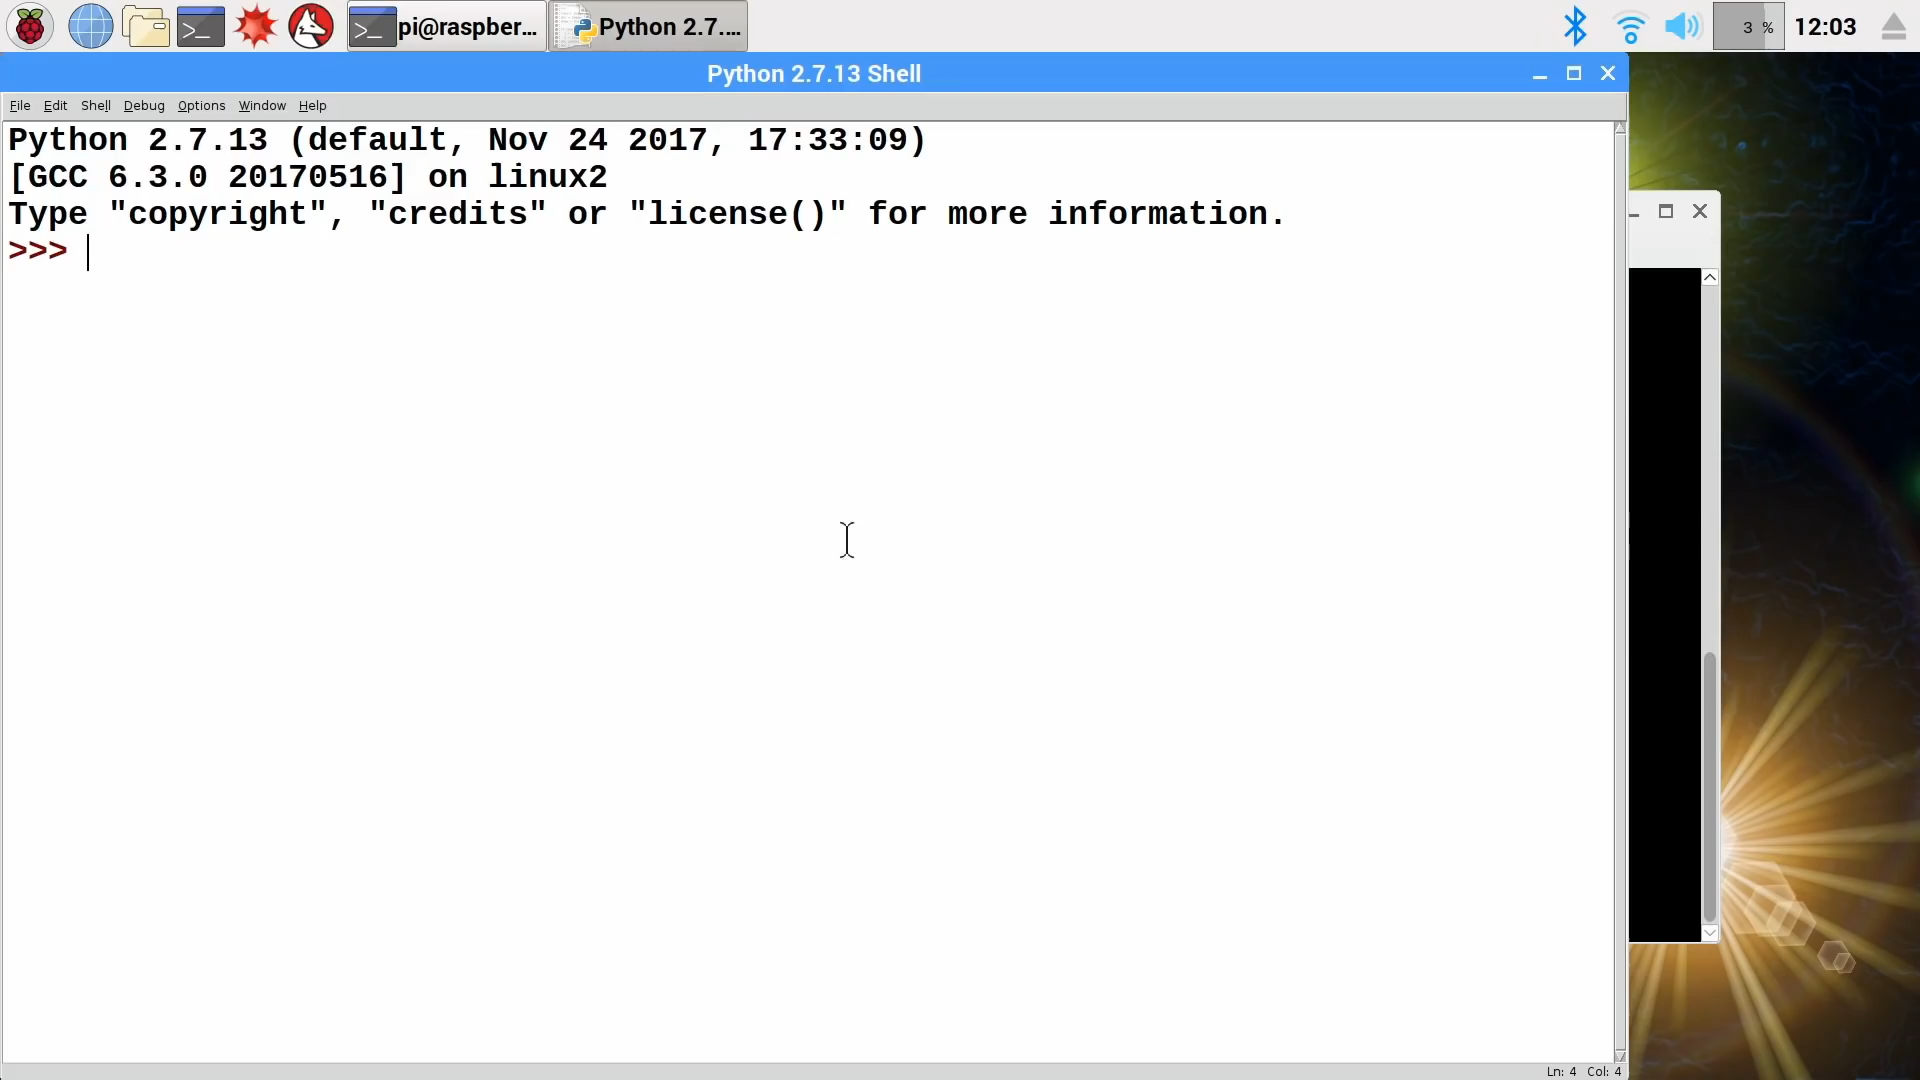 pi@raspber...
Python 2.7....
3 %
12:03
Python 2.7.13 Shell
File Edit Shell Debug Options Window Help
Python 2.7.13 (default, Nov 24 2017, 17:33:09)
[GCC 6.3.0 20170516] on linux2
Type "copyright", "credits" or "license()" for more information.
>>>
Ln: 4 Col: 4